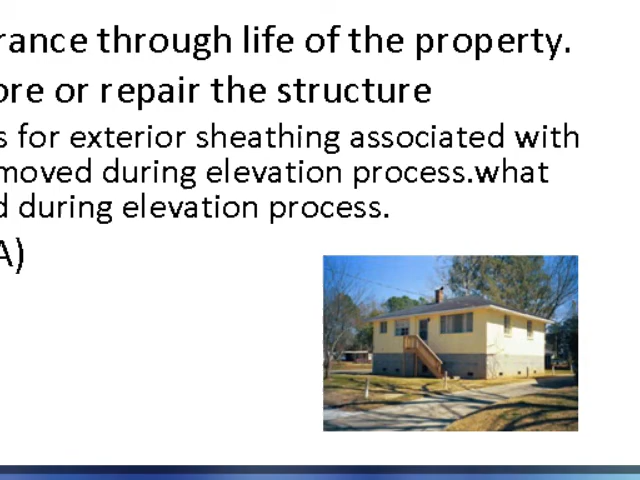 rance through life of the property.
ore or repair the structure
s for exterior sheathing associated with
moved during elevation process.what
d during elevation process.
A)